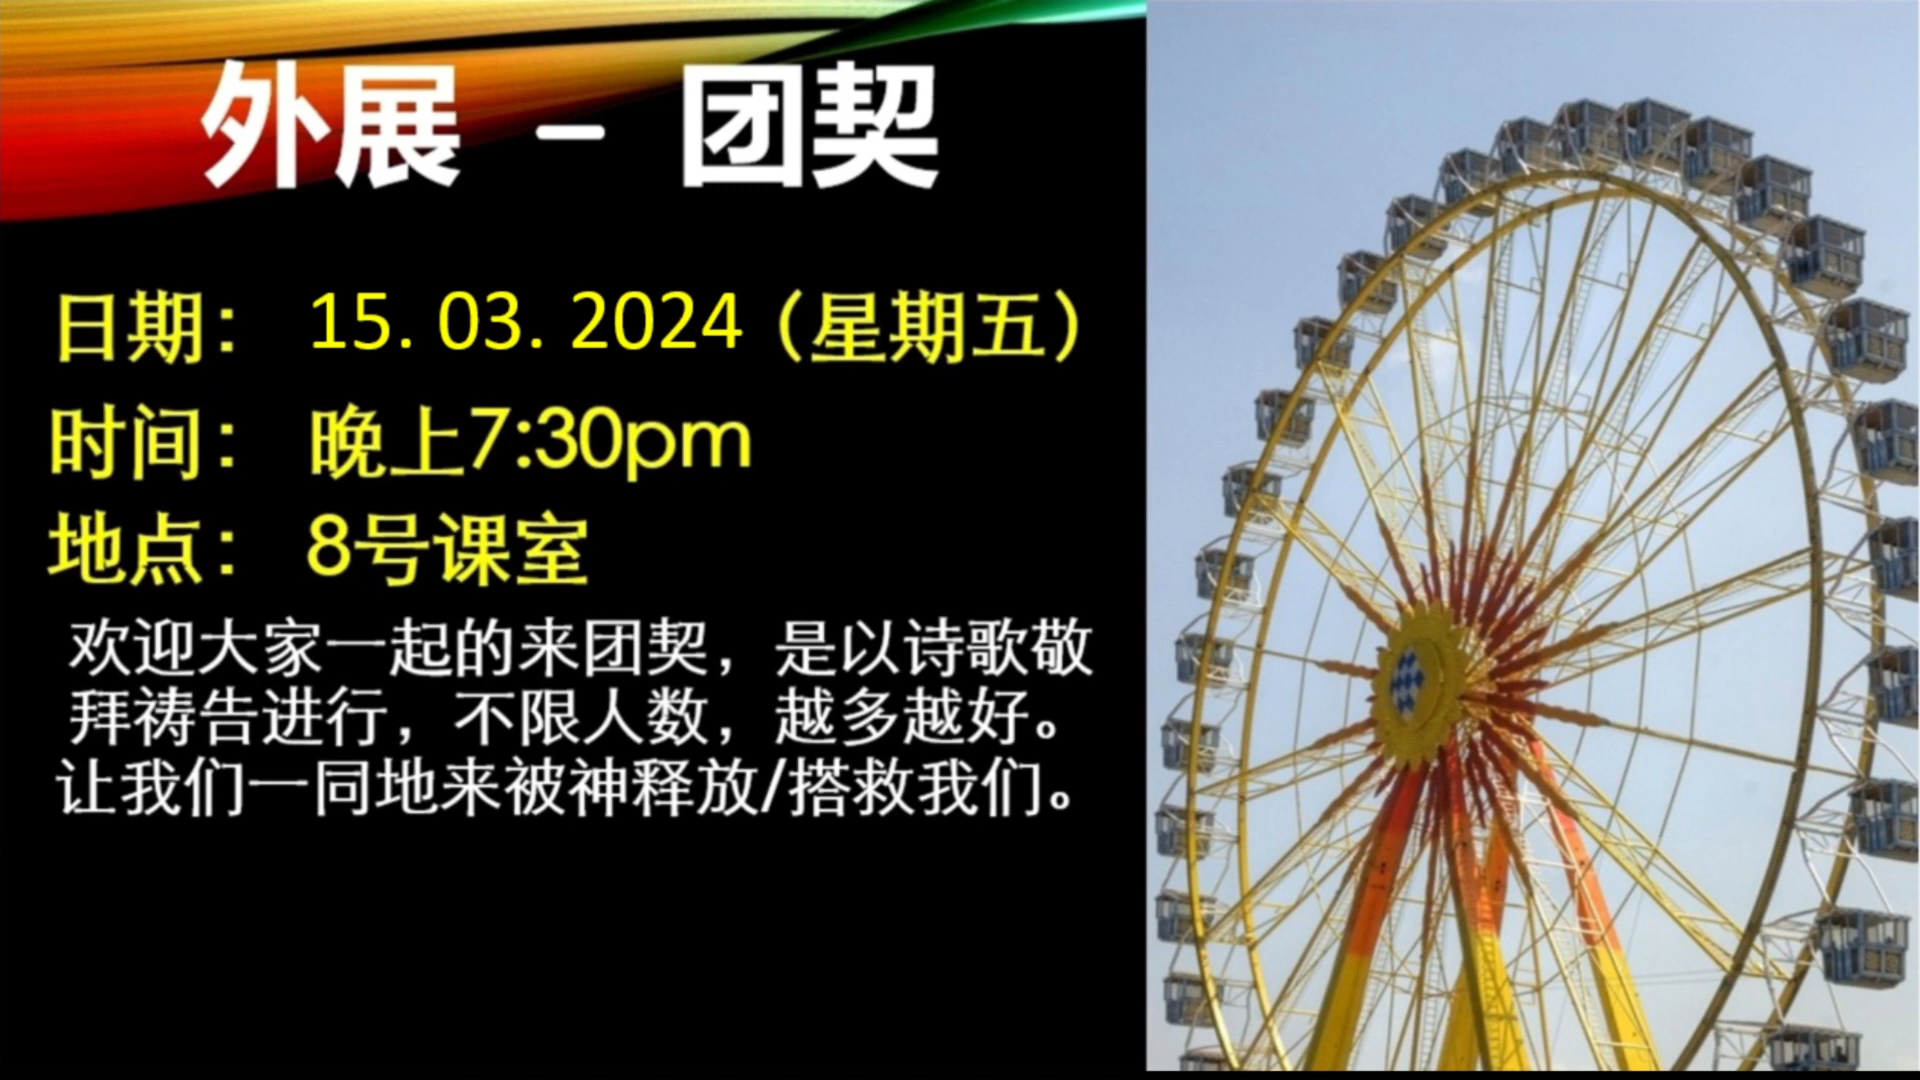 外展 – 团契
日期： 15. 03. 2024（星期五）
时间： 晚上7:30pm
地点： 8号课室
欢迎大家一起的来团契，是以诗歌敬
拜祷告进行，不限人数，越多越好。
让我们一同地来被神释放/搭救我们。